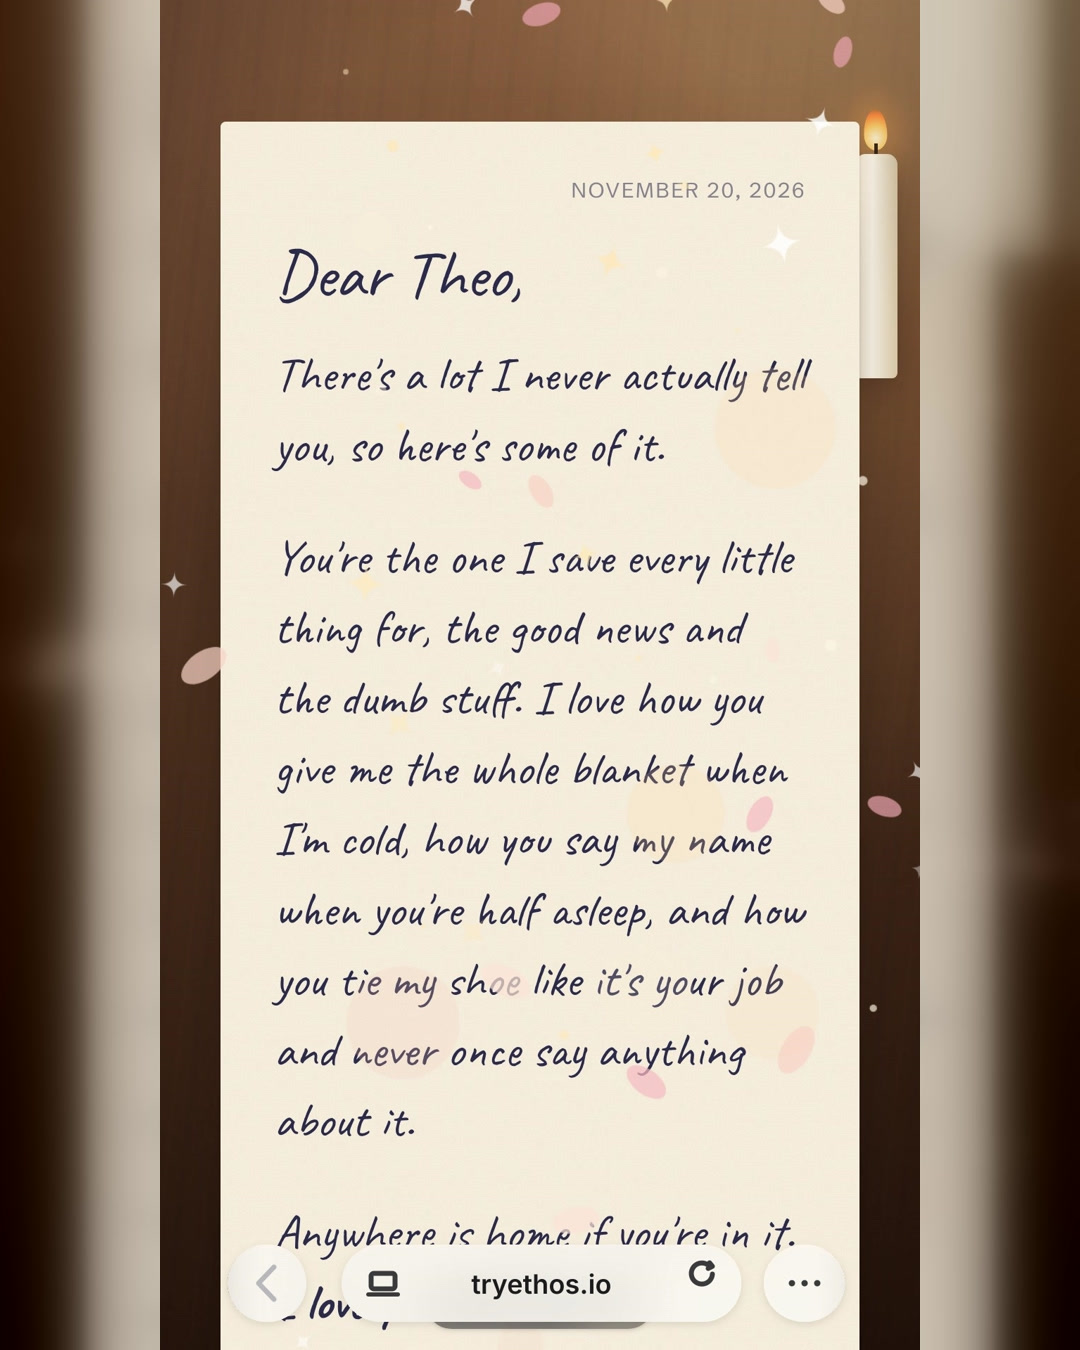 NOVEMBER 20, 2026
Dear Theo,
There's a lot I never actually tell
you, so here's some of it.
You're the one I save every little
thing for, the good news and
the dumb stuff. I love how you
give me the whole blanket when
I'm cold, how you say my name
when you're half asleep, and how
you tie my shoe like it's your job
and never once say anything
about it.
Anywhere is home if you're in it.
I love
tryethos.io